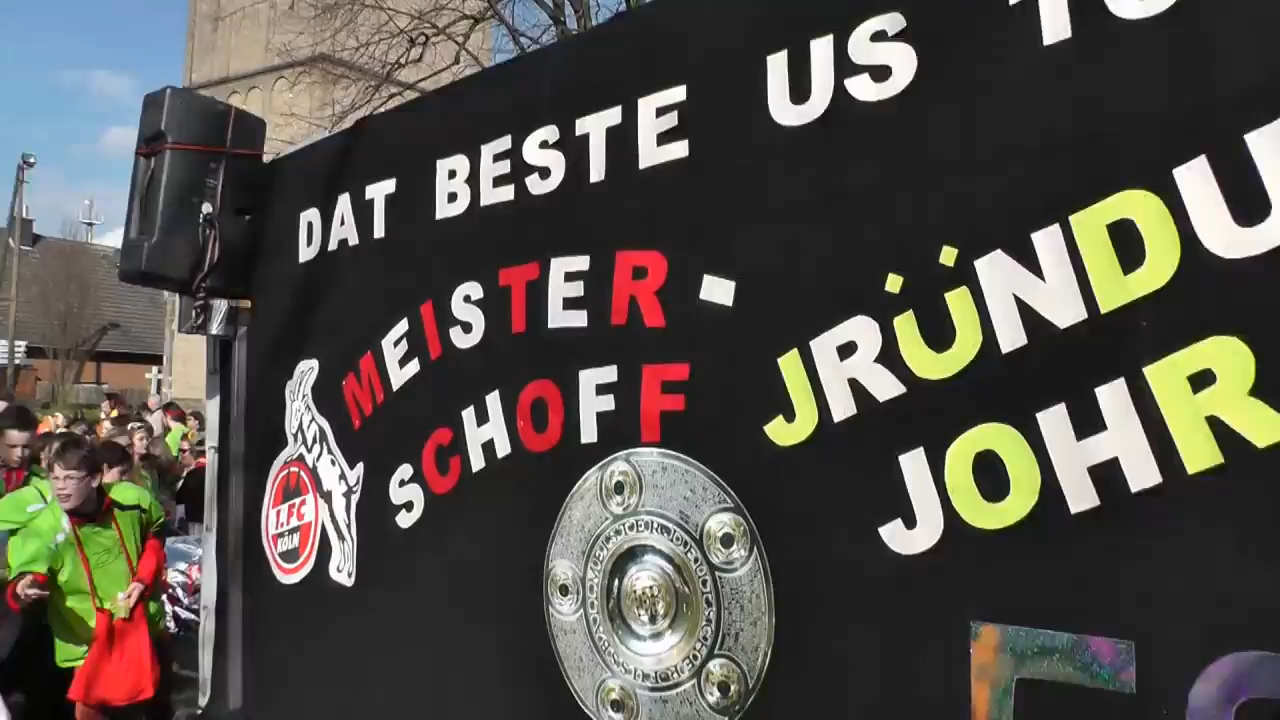 DAT BESTE US
MEISTER-
SCHOFF
1. FC
KÖLN
JRÜNDU
JOHR